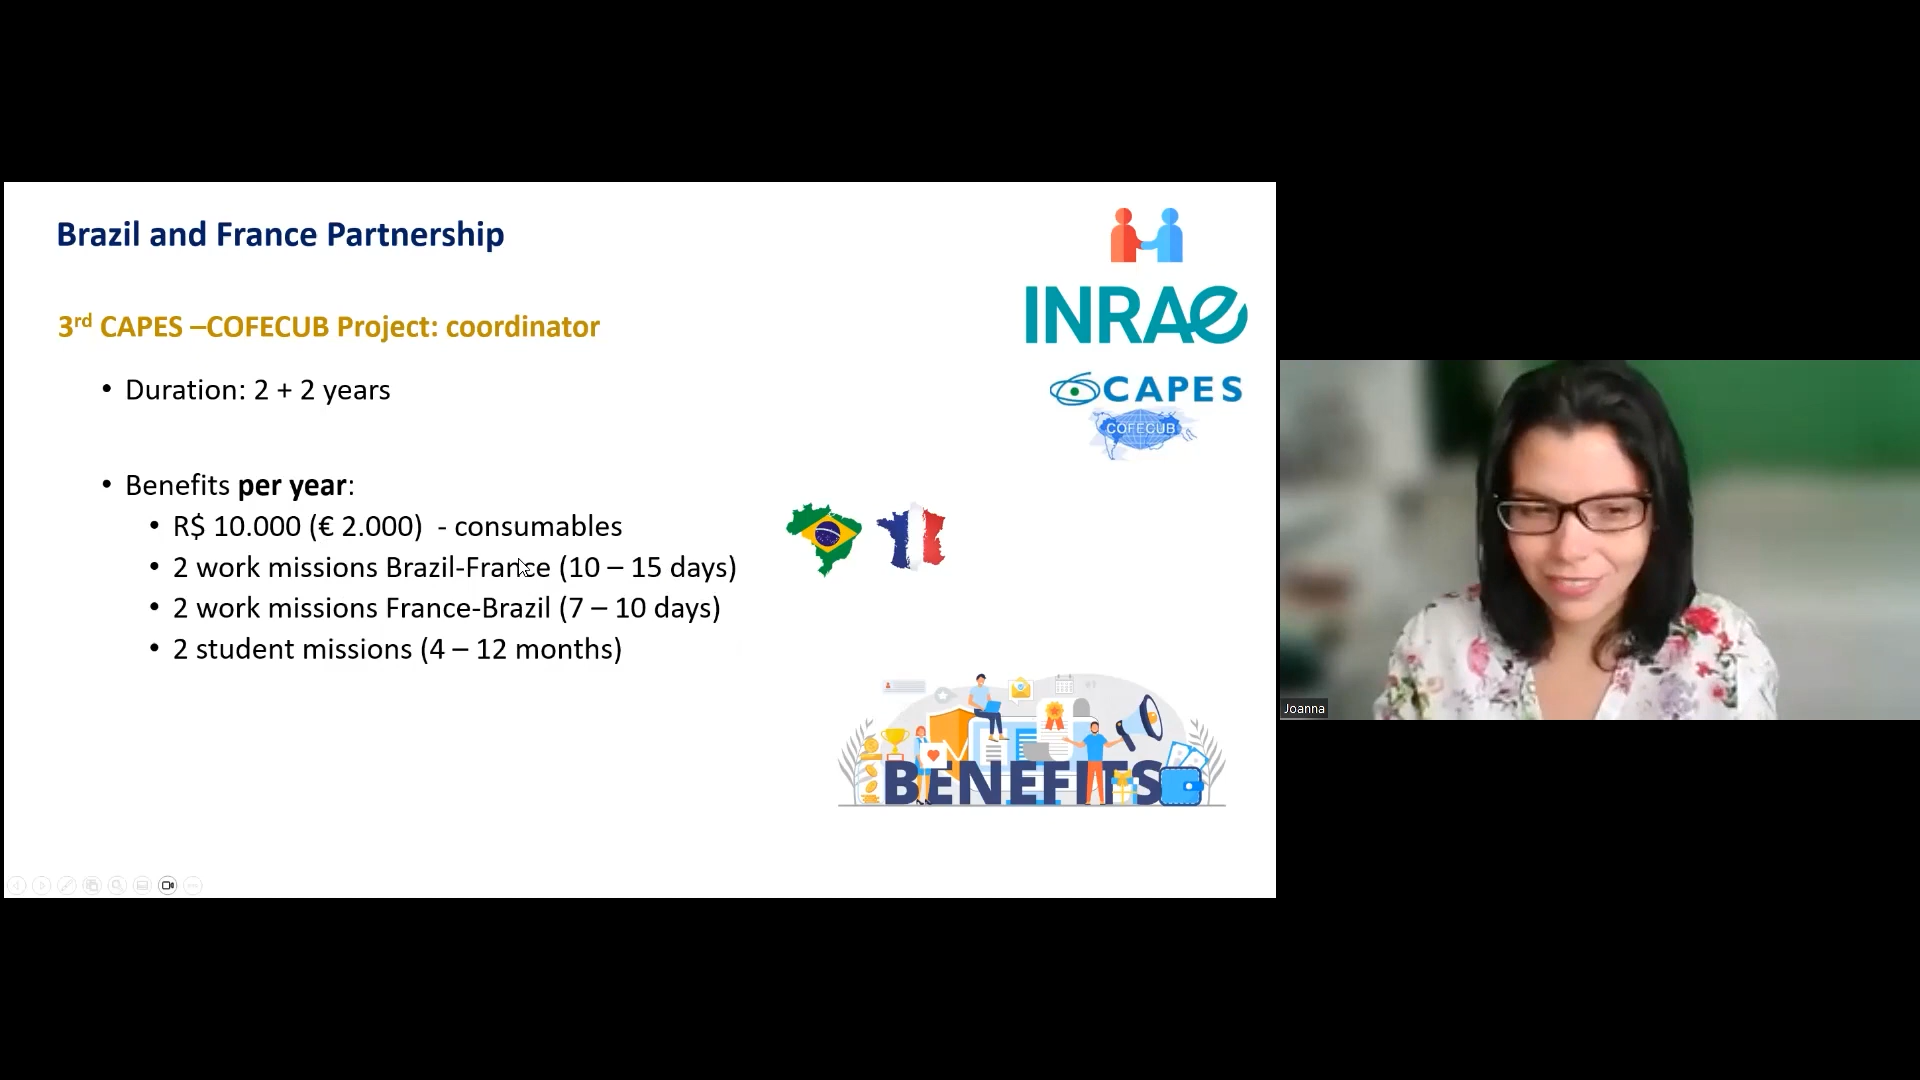 Brazil and France Partnership
3rd CAPES –COFECUB Project: coordinator
• Duration: 2 + 2 years
• Benefits per year:
• R$ 10.000 (€ 2.000)  - consumables
• 2 work missions Brazil-France (10 – 15 days)
• 2 work missions France-Brazil (7 – 10 days)
• 2 student missions (4 – 12 months)
INRAE
CAPES
COFECUB
BENEFITS
Joanna